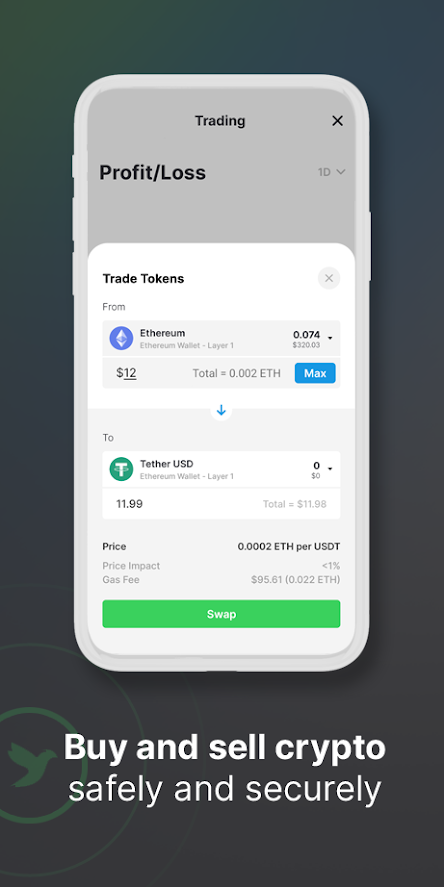 Trading
Profit/Loss 1D
Trade Tokens
From
Ethereum 0.074
Ethereum Wallet - Layer 1 $320.03
$12 Total = 0.002 ETH Max
To
Tether USD 0
Ethereum Wallet - Layer 1 $0
11.99 Total = $11.98
Price 0.0002 ETH per USDT
Price Impact <1%
Gas Fee $95.61 (0.022 ETH)
Swap
Buy and sell crypto
safely and securely